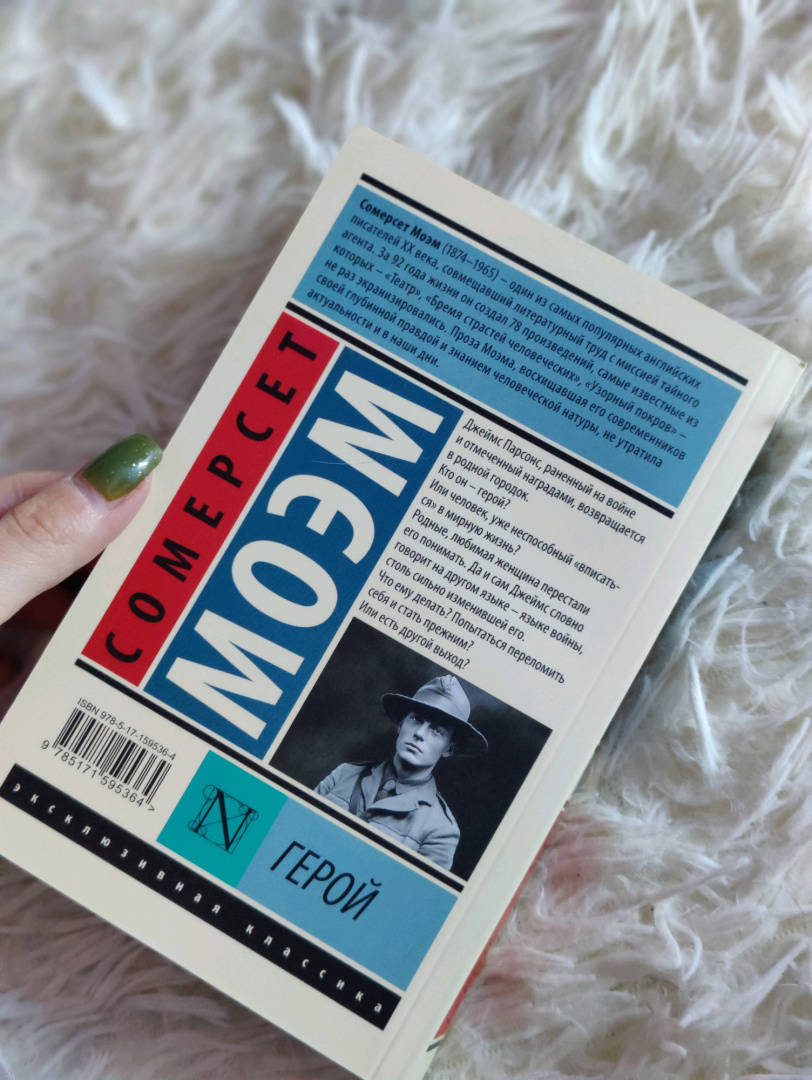 Сомерсет Моэм (1874–1965) – один из самых популярных английских
писателей XX века, совмещавший литературный труд с миссией тайного
агента. За 92 года жизни он создал 78 произведений, самые известные из
которых – «Театр», «Бремя страстей человеческих», «Узорный покров» –
не раз экранизировались. Проза Моэма, восхищавшая его современников
своей глубинной правдой и знанием человеческой натуры, не утратила
актуальности и в наши дни.
СОМЕРСЕТ
МОЭМ
Джеймс Парсонс, раненный на войне
и отмеченный наградами, возвращается
в родной городок.
Кто он – герой?
Или человек, уже неспособный «вписать-
ся» в мирную жизнь?
Родные, любимая женщина перестали
его понимать. Да и сам Джеймс словно
говорит на другом языке – языке войны,
столь сильно изменившей его.
Что ему делать? Попытаться переломить
себя и стать прежним?
Или есть другой выход?
ISBN 978-5-17-159536-4
9 785171 595364 >
N
ГЕРОЙ
эксклюзивная классика